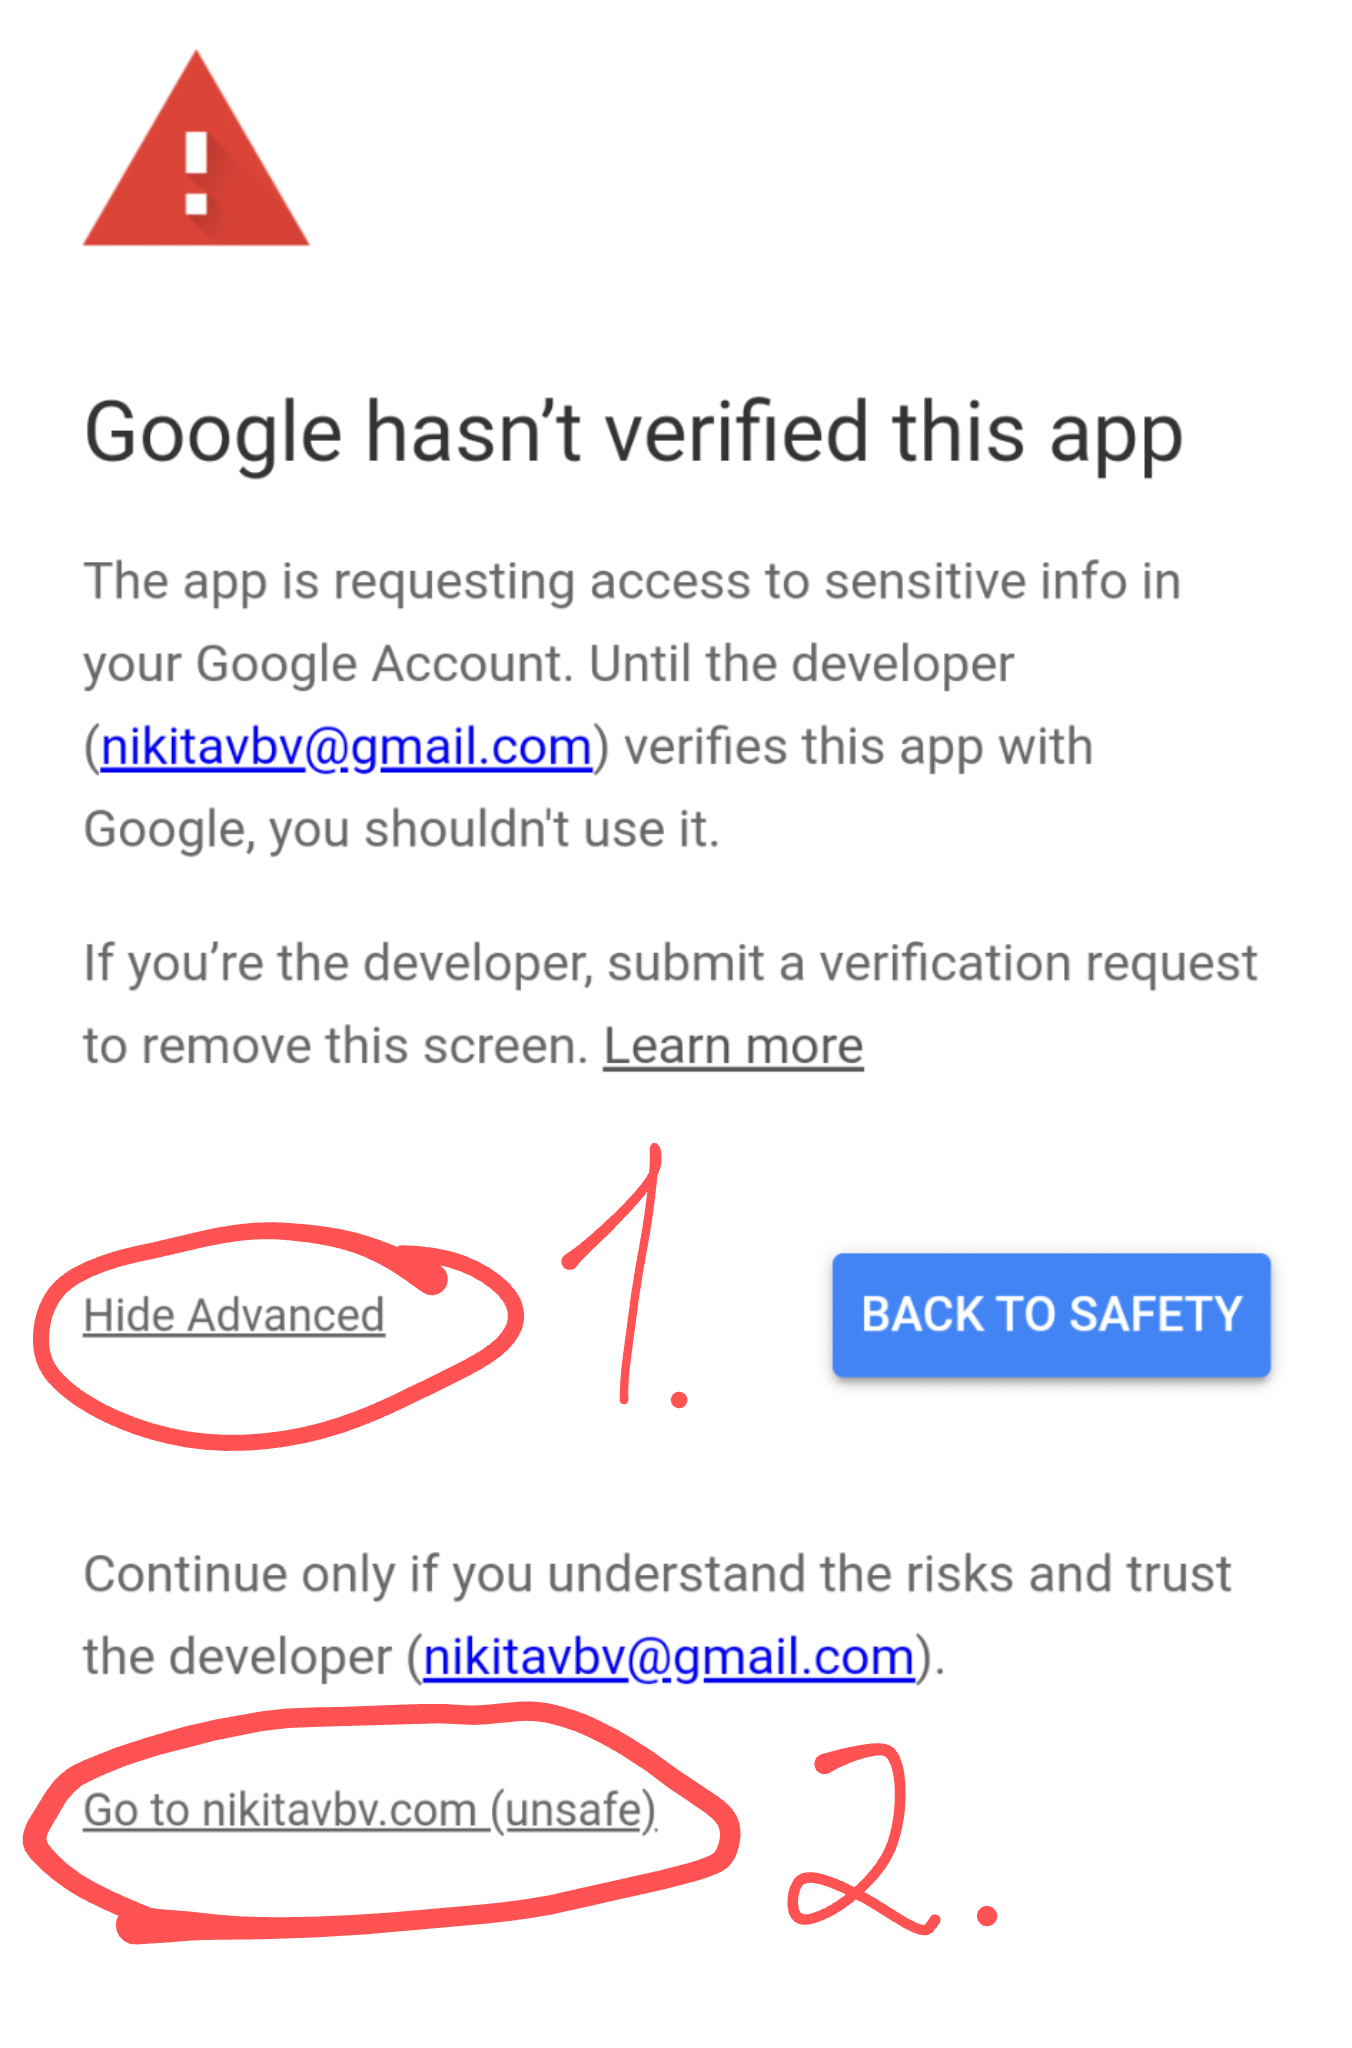 Google hasn’t verified this app
The app is requesting access to sensitive info in
your Google Account. Until the developer
(nikitavbv@gmail.com) verifies this app with
Google, you shouldn't use it.
If you’re the developer, submit a verification request
to remove this screen. Learn more
Hide Advanced
1.
BACK TO SAFETY
Continue only if you understand the risks and trust
the developer (nikitavbv@gmail.com).
Go to nikitavbv.com (unsafe)
2.